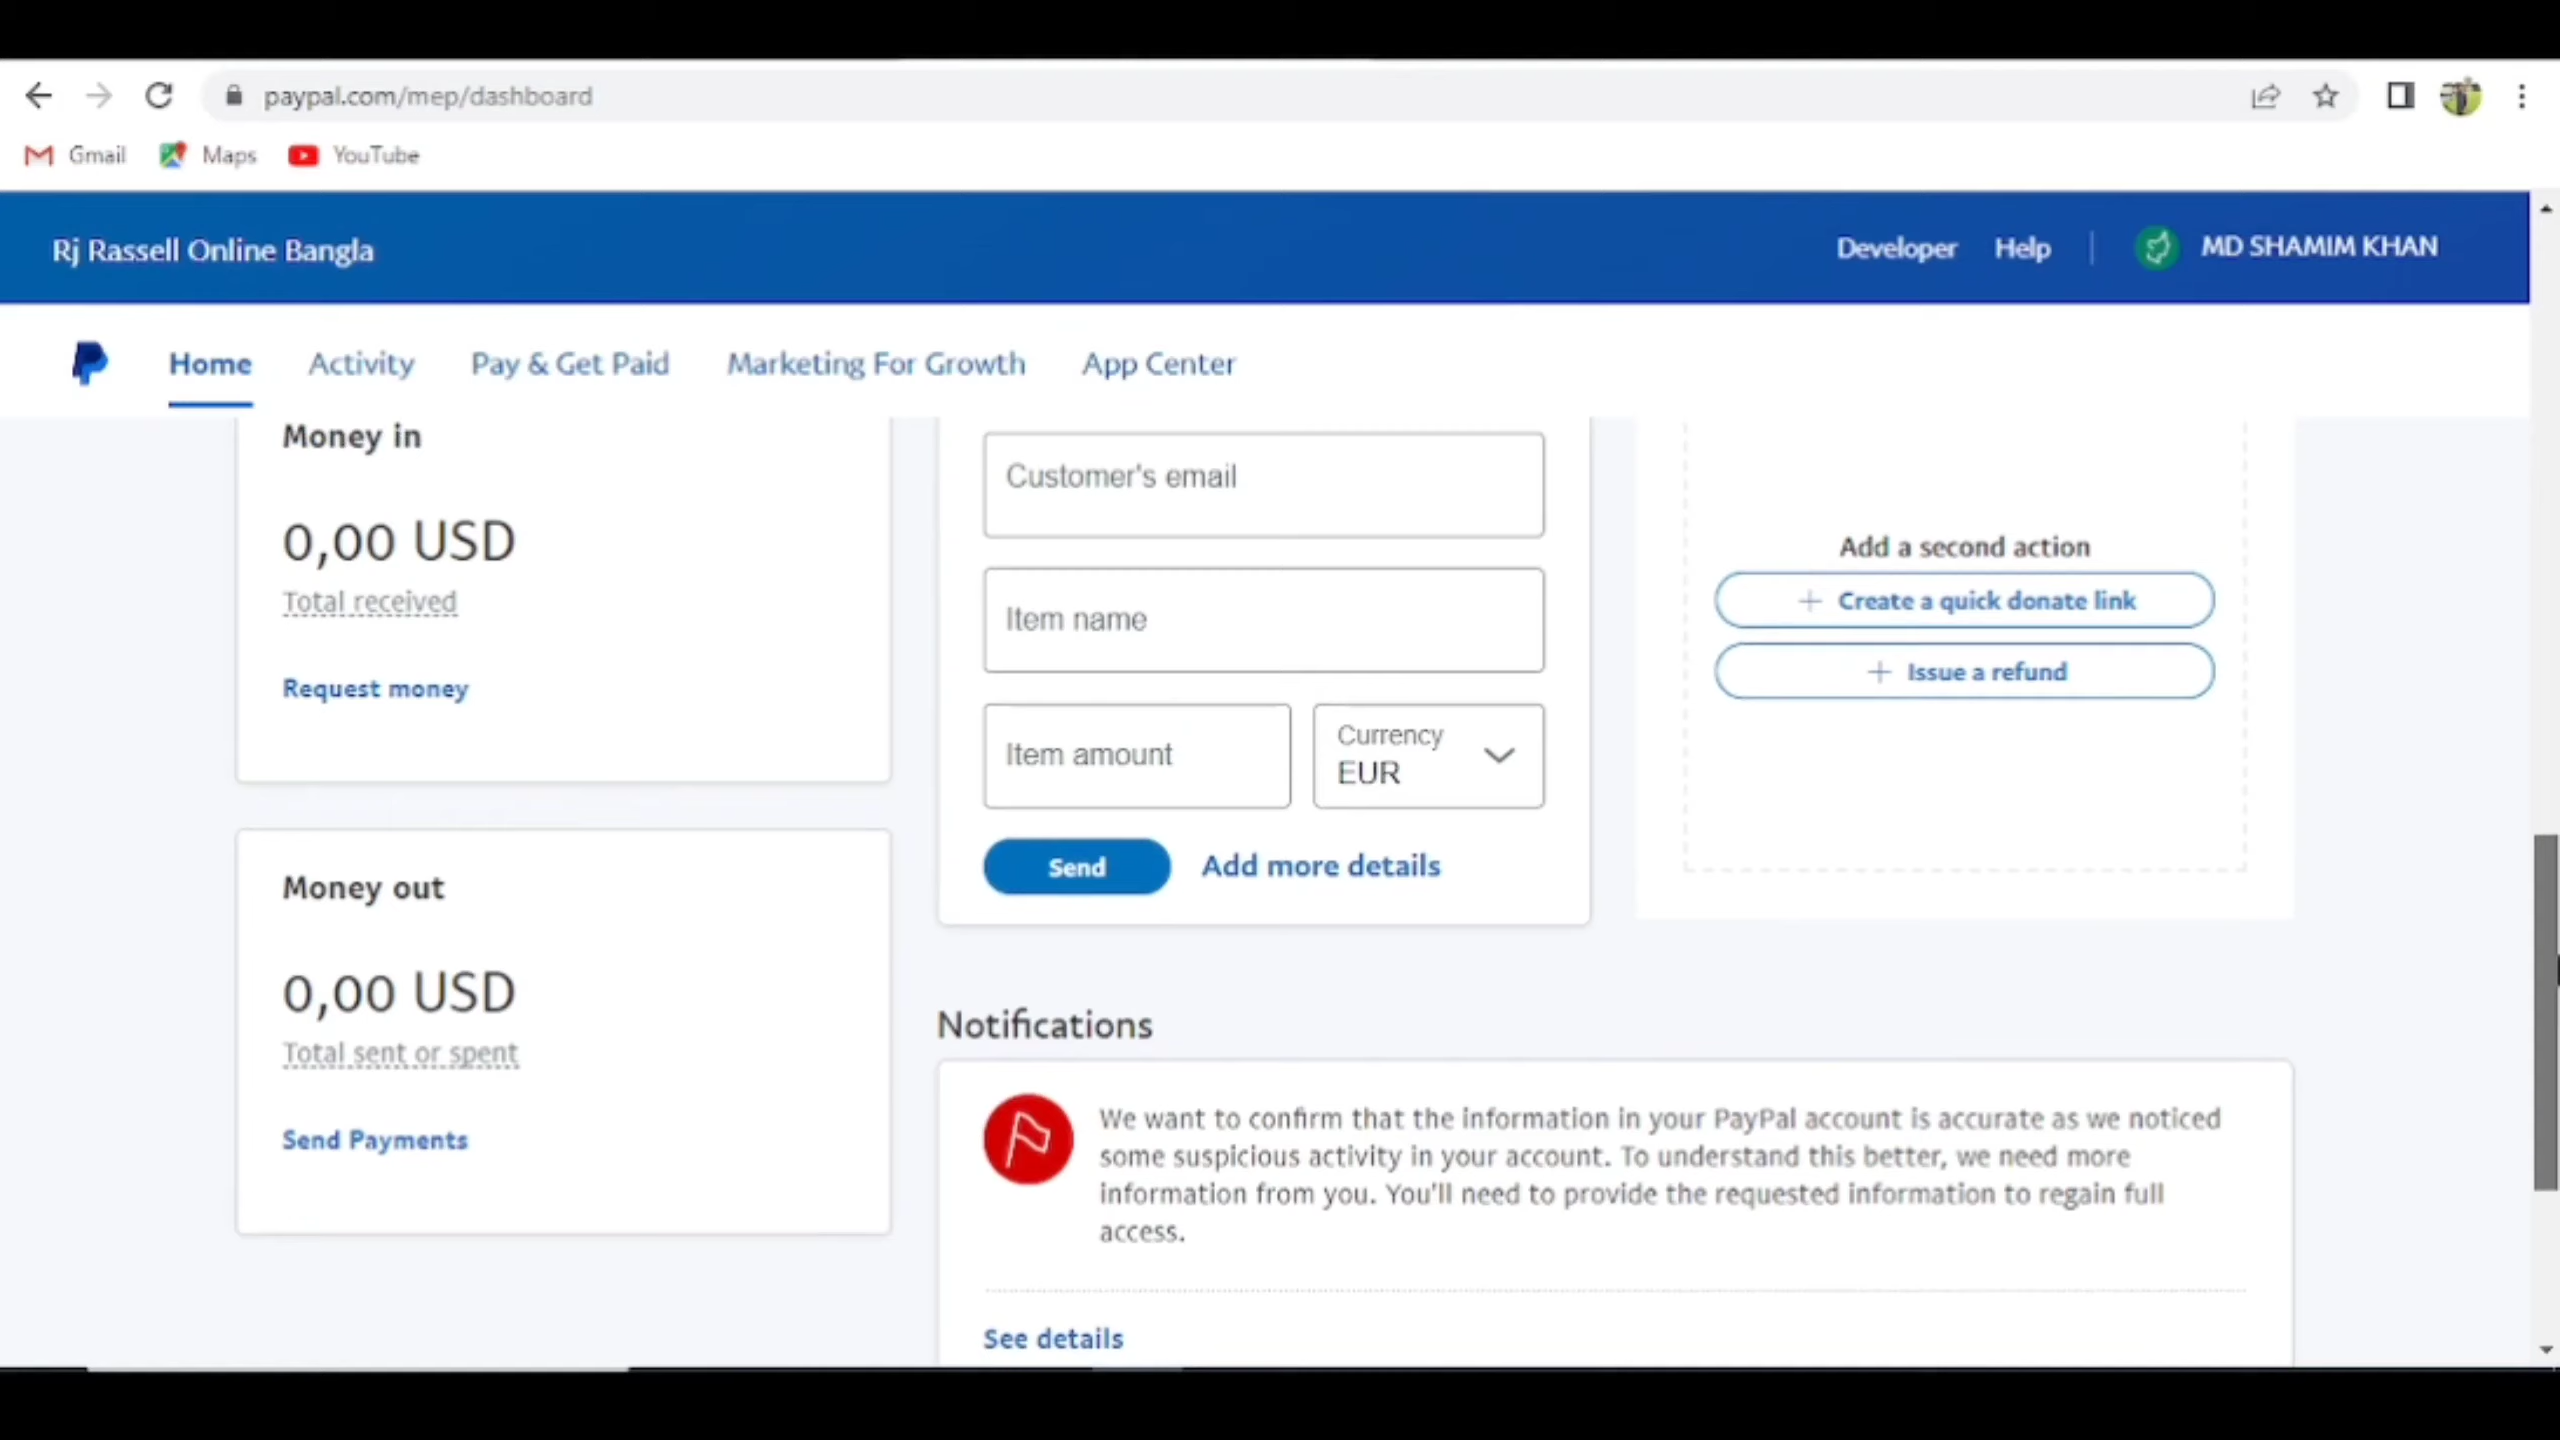 paypal.com/mep/dashboard
Gmail Maps YouTube
Rj Rassell Online Bangla
Developer Help MD SHAMIM KHAN
Home Activity Pay & Get Paid Marketing For Growth App Center
Money in
0,00 USD
Total received
Request money
Money out
0,00 USD
Total sent or spent
Send Payments
Customer's email
Item name
Item amount
Currency
EUR
Send Add more details
Add a second action
+ Create a quick donate link
+ Issue a refund
Notifications
We want to confirm that the information in your PayPal account is accurate as we noticed
some suspicious activity in your account. To understand this better, we need more
information from you. You'll need to provide the requested information to regain full
access.
See details